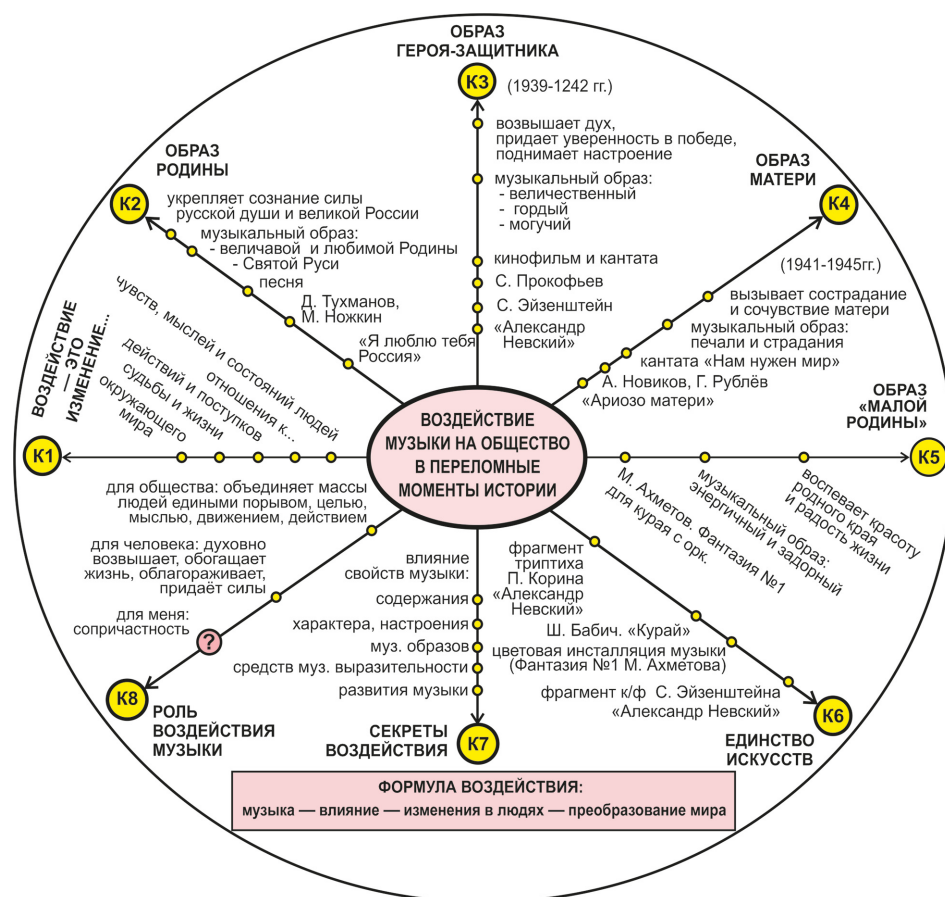 ОБРАЗ
ГЕРОЯ-ЗАЩИТНИКА
К3
(1939-1242 гг.)
возвышает дух,
придает уверенность в победе,
поднимает настроение
музыкальный образ:
- величественный
- гордый
- могучий
кинофильм и кантата
С. Прокофьев
С. Эйзенштейн
«Александр
Невский»
ОБРАЗ
РОДИНЫ
К2
укрепляет сознание силы
русской души и великой России
музыкальный образ:
- величавой и любимой Родины
- Святой Руси
песня
Д. Тухманов,
М. Ножкин
«Я люблю тебя
Россия»
ОБРАЗ
МАТЕРИ
К4
(1941-1945гг.)
вызывает сострадание
и сочувствие матери
музыкальный образ:
печали и страдания
кантата «Нам нужен мир»
А. Новиков, Г. Рублёв
«Ариозо матери»
ВОЗДЕЙСТВИЕ
— ЭТО
ИЗМЕНЕНИЕ...
К1
чувств, мыслей и состояний людей
отношения к...
действий и поступков
судьбы и жизни
окружающего
мира
ВОЗДЕЙСТВИЕ
МУЗЫКИ НА ОБЩЕСТВО
В ПЕРЕЛОМНЫЕ
МОМЕНТЫ ИСТОРИИ
ОБРАЗ
«МАЛОЙ
РОДИНЫ»
К5
М. Ахметов. Фантазия №1
для курая с орк.
музыкальный образ:
энергичный и задорный
воспевает красоту
родного края
и радость жизни
для общества: объединяет массы
людей едиными порывом, целью,
мыслью, движением, действием
для человека: духовно
возвышает, обогащает
жизнь, облагораживает,
придаёт силы
для меня:
сопричастность
?
К8
РОЛЬ
ВОЗДЕЙСТВИЯ
МУЗЫКИ
влияние
свойств музыки:
содержания
характера, настроения
муз. образов
средств муз. выразительности
развития музыки
СЕКРЕТЫ
ВОЗДЕЙСТВИЯ
К7
фрагмент
триптиха
П. Корина
«Александр
Невский»
Ш. Бабич. «Курай»
цветовая инсталляция музыки
(Фантазия №1 М. Ахметова)
фрагмент к/ф С. Эйзенштейна
«Александр Невский»
К6
ЕДИНСТВО
ИСКУССТВ
ФОРМУЛА ВОЗДЕЙСТВИЯ:
музыка — влияние — изменения в людях — преобразование мира